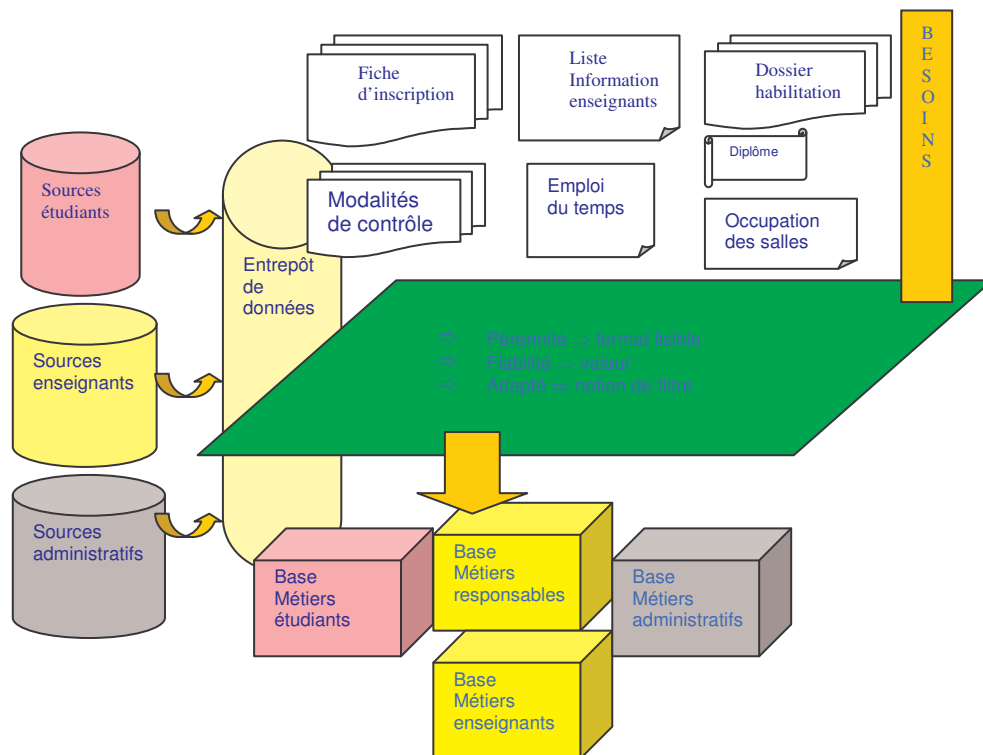 Fiche
d'inscription
Liste
Information
enseignants
Dossier
habilitation
B
E
S
O
I
N
S
Diplôme
Sources
étudiants
Modalités
de contrôle
Emploi
du temps
Occupation
des salles
Entrepôt
de
données
⇨ Pérennité ⇨ format lisible
⇨ Fiabilité ⇨ valeur
⇨ Adapté = notion de filtre
Sources
enseignants
Sources
administratifs
Base
Métiers
étudiants
Base
Métiers
responsables
Base
Métiers
administratifs
Base
Métiers
enseignants